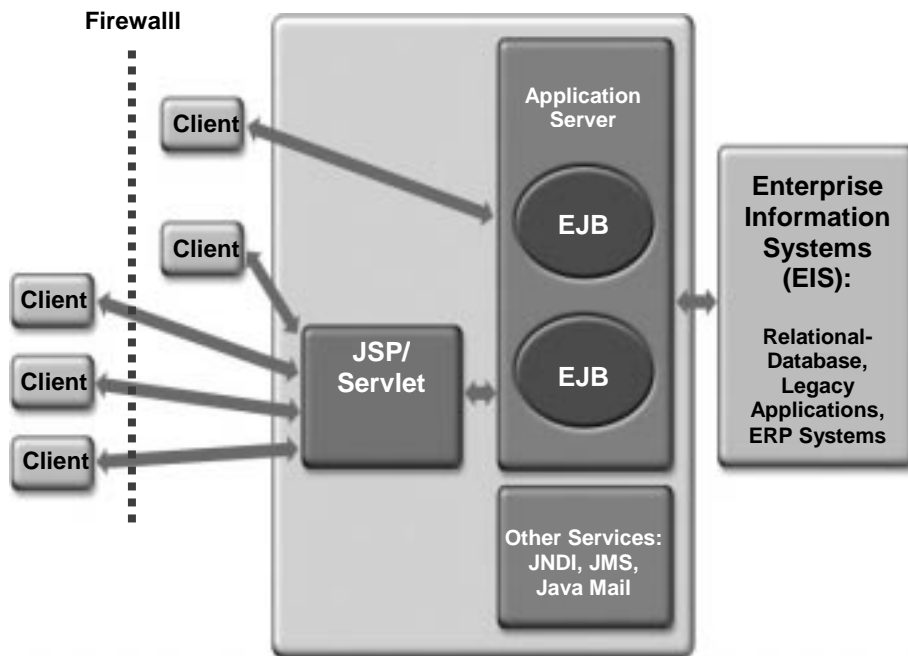 Firewalll
Client
Client
Client
Client
Client
JSP/
Servlet
Application
Server
EJB
EJB
Other Services:
JNDI, JMS,
Java Mail
Enterprise
Information
Systems
(EIS):
Relational-
Database,
Legacy
Applications,
ERP Systems